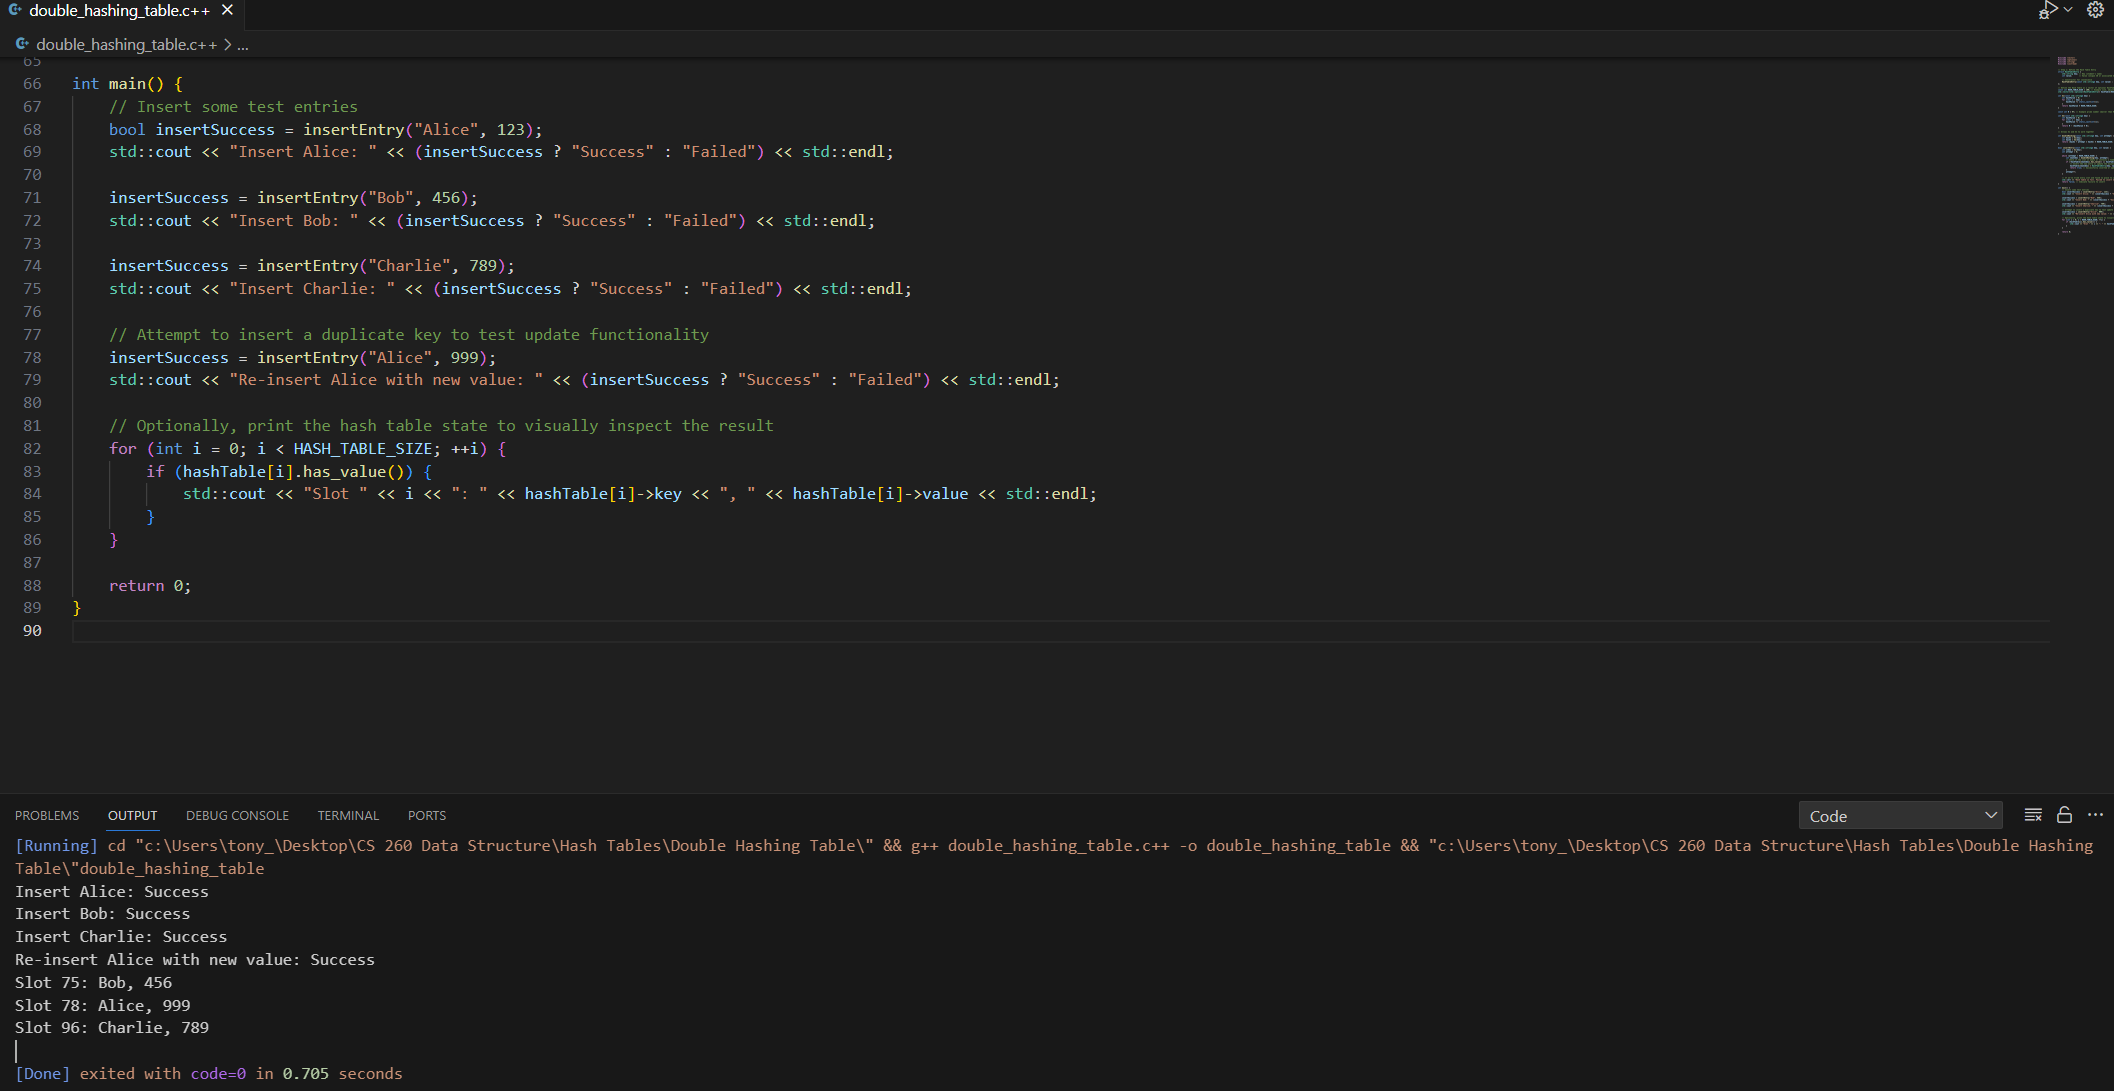 double_hashing_table.c++
double_hashing_table.c++ > ...
65
66 int main() {
67 // Insert some test entries
68 bool insertSuccess = insertEntry("Alice", 123);
69 std::cout << "Insert Alice: " << (insertSuccess ? "Success" : "Failed") << std::endl;
70
71 insertSuccess = insertEntry("Bob", 456);
72 std::cout << "Insert Bob: " << (insertSuccess ? "Success" : "Failed") << std::endl;
73
74 insertSuccess = insertEntry("Charlie", 789);
75 std::cout << "Insert Charlie: " << (insertSuccess ? "Success" : "Failed") << std::endl;
76
77 // Attempt to insert a duplicate key to test update functionality
78 insertSuccess = insertEntry("Alice", 999);
79 std::cout << "Re-insert Alice with new value: " << (insertSuccess ? "Success" : "Failed") << std::endl;
80
81 // Optionally, print the hash table state to visually inspect the result
82 for (int i = 0; i < HASH_TABLE_SIZE; ++i) {
83 if (hashTable[i].has_value()) {
84 std::cout << "Slot " << i << ": " << hashTable[i]->key << ", " << hashTable[i]->value << std::endl;
85 }
86 }
87
88 return 0;
89 }
90
PROBLEMS OUTPUT DEBUG CONSOLE TERMINAL PORTS Code
[Running] cd "c:\Users\tony_\Desktop\CS 260 Data Structure\Hash Tables\Double Hashing Table\" && g++ double_hashing_table.c++ -o double_hashing_table && "c:\Users\tony_\Desktop\CS 260 Data Structure\Hash Tables\Double Hashing
Table\"double_hashing_table
Insert Alice: Success
Insert Bob: Success
Insert Charlie: Success
Re-insert Alice with new value: Success
Slot 75: Bob, 456
Slot 78: Alice, 999
Slot 96: Charlie, 789
[Done] exited with code=0 in 0.705 seconds